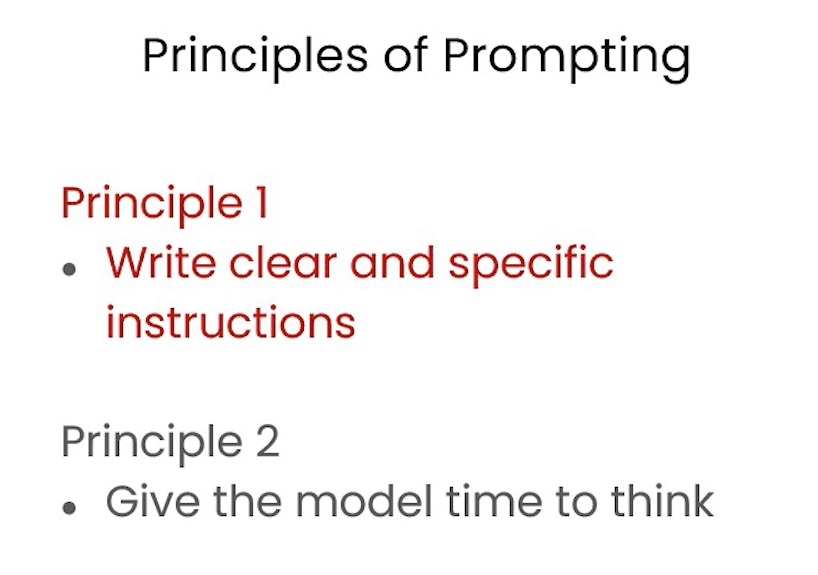 Principles of Prompting
Principle 1
• Write clear and specific
instructions
Principle 2
• Give the model time to think